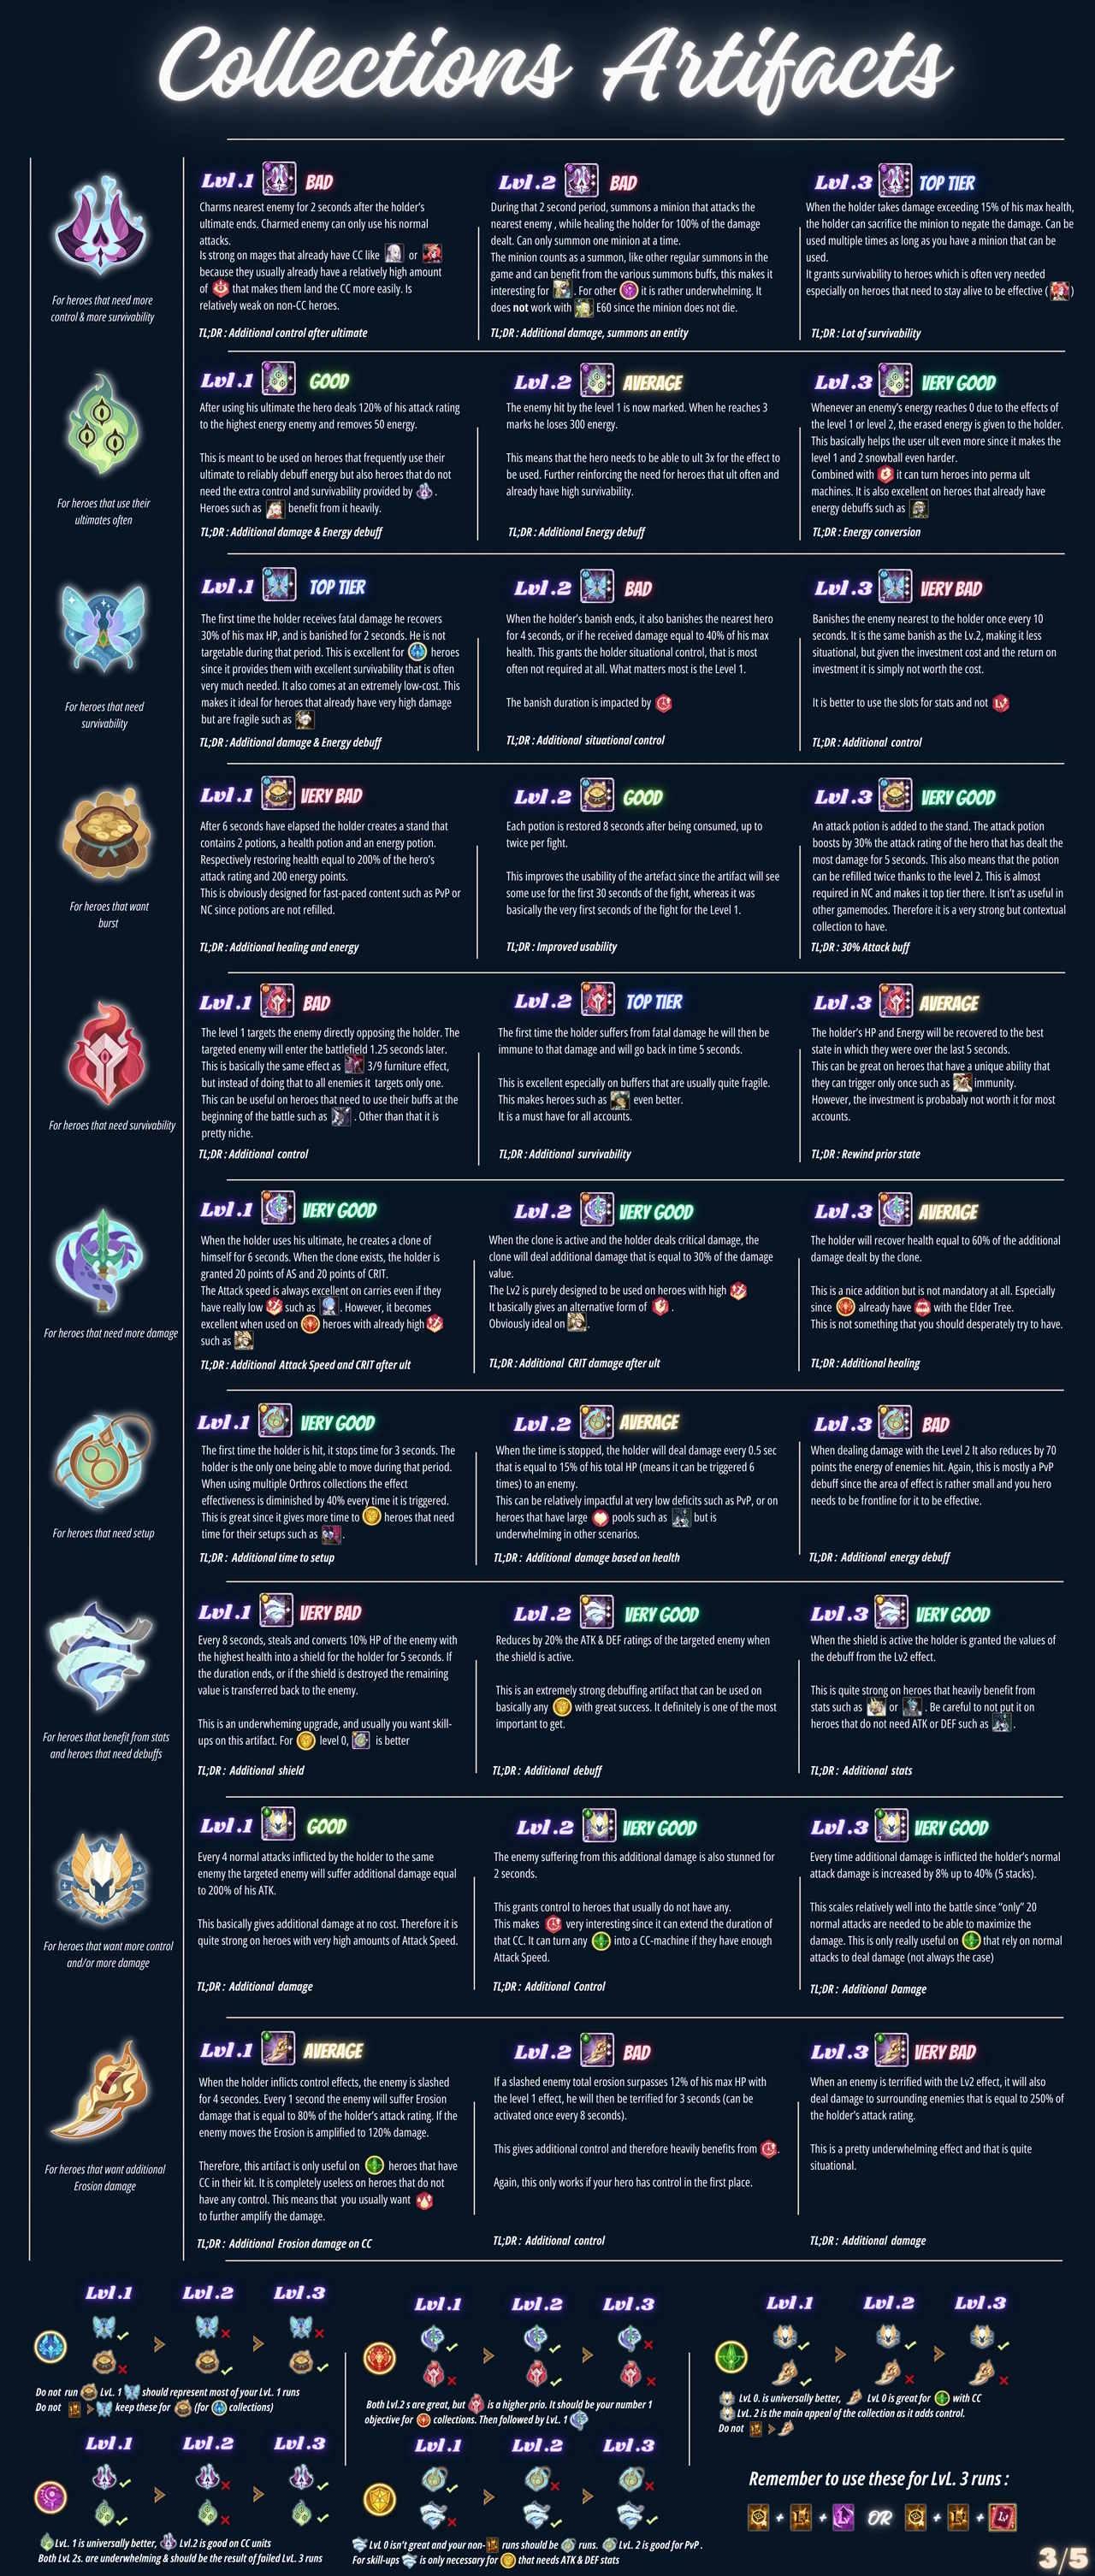 Collections Artifacts
Lvl.1 BAD
Charms nearest enemy for 2 seconds after the holder's
ultimate ends. Charmed enemy can only use his normal
attacks.
Is strong on mages that already have CC like or
because they usually already have a relatively high amount
of that makes them land the CC more easily. Is
relatively weak on non-CC heroes.
TL;DR : Additional control after ultimate
Lvl.2 BAD
During that 2 second period, summons a minion that attacks the
nearest enemy , while healing the holder for 100% of the damage
dealt. Can only summon one minion at a time.
The minion counts as a summon, like other regular summons in the
game and can benefit from the various summons buffs, this makes it
interesting for . For other it is rather underwhelming. It
does not work with E60 since the minion does not die.
TL;DR : Additional damage, summons an entity
Lvl.3 TOP TIER
When the holder takes damage exceeding 15% of his max health,
the holder can sacrifice the minion to negate the damage. Can be
used multiple times as long as you have a minion that can be
used.
It grants survivability to heroes which is often very needed
especially on heroes that need to stay alive to be effective ( )
TL;DR : Lot of survivability
For heroes that need more
control & more survivability
Lvl.1 GOOD
After using his ultimate the hero deals 120% of his attack rating
to the highest energy enemy and removes 50 energy.
This is meant to be used on heroes that frequently use their
ultimate to reliably debuff energy but also heroes that do not
need the extra control and survivability provided by .
Heroes such as benefit from it heavily.
TL;DR : Additional damage & Energy debuff
Lvl.2 AVERAGE
The enemy hit by the level 1 is now marked. When he reaches 3
marks he loses 300 energy.
This means that the hero needs to be able to ult 3x for the effect to
be used. Further reinforcing the need for heroes that ult often and
already have high survivability.
TL;DR : Additional Energy debuff
Lvl.3 VERY GOOD
Whenever an enemy's energy reaches 0 due to the effects of
the level 1 or level 2, the erased energy is given to the holder.
This basically helps the user ult even more since it makes the
level 1 and 2 snowball even harder.
Combined with it can turn heroes into perma ult
machines. It is also excellent on heroes that already have
energy debuffs such as
TL;DR : Energy conversion
For heroes that use their
ultimates often
Lvl.1 TOP TIER
The first time the holder receives fatal damage he recovers
30% of his max HP, and is banished for 2 seconds. He is not
targetable during that period. This is excellent for heroes
since it provides them with excellent survivability that is often
very much needed. It also comes at an extremely low-cost. This
makes it ideal for heroes that already have very high damage
but are fragile such as
TL;DR : Additional damage & Energy debuff
Lvl.2 BAD
When the holder's banish ends, it also banishes the nearest hero
for 4 seconds, or if he received damage equal to 40% of his max
health. This grants the holder situational control, that is most
often not required at all. What matters most is the Level 1.
The banish duration is impacted by
TL;DR : Additional situational control
Lvl.3 VERY BAD
Banishes the enemy nearest to the holder once every 10
seconds. It is the same banish as the Lv.2, making it less
situational, but given the investment cost and the return on
investment it is simply not worth the cost.
It is better to use the slots for stats and not
TL;DR : Additional control
For heroes that need
survivability
Lvl.1 VERY BAD
After 6 seconds have elapsed the holder creates a stand that
contains 2 potions, a health potion and an energy potion.
Respectively restoring health equal to 200% of the hero's
attack rating and 200 energy points.
This is obviously designed for fast-paced content such as PvP or
NC since potions are not refilled.
TL;DR : Additional healing and energy
Lvl.2 GOOD
Each potion is restored 8 seconds after being consumed, up to
twice per fight.
This improves the usability of the artefact since the artifact will see
some use for the first 30 seconds of the fight, whereas it was
basically the very first seconds of the fight for the Level 1.
TL;DR : Improved usability
Lvl.3 VERY GOOD
An attack potion is added to the stand. The attack potion
boosts by 30% the attack rating of the hero that has dealt the
most damage for 5 seconds. This also means that the potion
can be refilled twice thanks to the level 2. This is almost
required in NC and makes it top tier there. It isn't as useful in
other gamemodes. Therefore it is a very strong but contextual
collection to have.
TL;DR : 30% Attack buff
For heroes that want
burst
Lvl.1 BAD
The level 1 targets the enemy directly opposing the holder. The
targeted enemy will enter the battlefield 1.25 seconds later.
This is basically the same effect as 3/9 furniture effect,
but instead of doing that to all enemies it targets only one.
This can be useful on heroes that need to use their buffs at the
beginning of the battle such as . Other than that it is
pretty niche.
TL;DR : Additional control
Lvl.2 TOP TIER
The first time the holder suffers from fatal damage he will then be
immune to that damage and will go back in time 5 seconds.
This is excellent especially on buffers that are usually quite fragile.
This makes heroes such as even better.
It is a must have for all accounts.
TL;DR : Additional survivability
Lvl.3 AVERAGE
The holder's HP and Energy will be recovered to the best
state in which they were over the last 5 seconds.
This can be great on heroes that have a unique ability that
they can trigger only once such as immunity.
However, the investment is probabaly not worth it for most
accounts.
TL;DR : Rewind prior state
For heroes that need survivability
Lvl.1 VERY GOOD
When the holder uses his ultimate, he creates a clone of
himself for 6 seconds. When the clone exists, the holder is
granted 20 points of AS and 20 points of CRIT.
The Attack speed is always excellent on carries even if they
have really low such as . However, it becomes
excellent when used on heroes with already high
such as
TL;DR : Additional Attack Speed and CRIT after ult
Lvl.2 VERY GOOD
When the clone is active and the holder deals critical damage, the
clone will deal additional damage that is equal to 30% of the damage
value.
The Lv2 is purely designed to be used on heroes with high
It basically gives an alternative form of .
Obviously ideal on .
TL;DR : Additional CRIT damage after ult
Lvl.3 AVERAGE
The holder will recover health equal to 60% of the additional
damage dealt by the clone.
This is a nice addition but is not mandatory at all. Especially
since already have with the Elder Tree.
This is not something that you should desperately try to have.
TL;DR : Additional healing
For heroes that need more damage
Lvl.1 VERY GOOD
The first time the holder is hit, it stops time for 3 seconds. The
holder is the only one being able to move during that period.
When using multiple Orthros collections the effect
effectiveness is diminished by 40% every time it is triggered.
This is great since it gives more time to heroes that need
time for their setups such as .
TL;DR : Additional time to setup
Lvl.2 AVERAGE
When the time is stopped, the holder will deal damage every 0.5 sec
that is equal to 15% of his total HP (means it can be triggered 6
times) to an enemy.
This can be relatively impactful at very low deficits such as PvP, or on
heroes that have large pools such as but is
underwhelming in other scenarios.
TL;DR : Additional damage based on health
Lvl.3 BAD
When dealing damage with the Level 2 It also reduces by 70
points the energy of enemies hit. Again, this is mostly a PvP
debuff since the area of effect is rather small and you hero
needs to be frontline for it to be effective.
TL;DR : Additional energy debuff
For heroes that need setup
Lvl.1 VERY BAD
Every 8 seconds, steals and converts 10% HP of the enemy with
the highest health into a shield for the holder for 5 seconds. If
the duration ends, or if the shield is destroyed the remaining
value is transferred back to the enemy.
This is an underwheming upgrade, and usually you want skill-
ups on this artifact. For level 0, is better
TL;DR : Additional shield
Lvl.2 VERY GOOD
Reduces by 20% the ATK & DEF ratings of the targeted enemy when
the shield is active.
This is an extremely strong debuffing artifact that can be used on
basically any with great success. It definitely is one of the most
important to get.
TL;DR : Additional debuff
Lvl.3 VERY GOOD
When the shield is active the holder is granted the values of
the debuff from the Lv2 effect.
This is quite strong on heroes that heavily benefit from
stats such as or . Be careful to not put it on
heroes that do not need ATK or DEF such as .
TL;DR : Additional stats
For heroes that benefit from stats
and heroes that need debuffs
Lvl.1 GOOD
Every 4 normal attacks inflicted by the holder to the same
enemy the targeted enemy will suffer additional damage equal
to 200% of his ATK.
This basically gives additional damage at no cost. Therefore it is
quite strong on heroes with very high amounts of Attack Speed.
TL;DR : Additional damage
Lvl.2 VERY GOOD
The enemy suffering from this additional damage is also stunned for
2 seconds.
This grants control to heroes that usually do not have any.
This makes very interesting since it can extend the duration of
that CC. It can turn any into a CC-machine if they have enough
Attack Speed.
TL;DR : Additional Control
Lvl.3 VERY GOOD
Every time additional damage is inflicted the holder's normal
attack damage is increased by 8% up to 40% (5 stacks).
This scales relatively well into the battle since "only" 20
normal attacks are needed to be able to maximize the
damage. This is only really useful on that rely on normal
attacks to deal damage (not always the case)
TL;DR : Additional Damage
For heroes that want more control
and/or more damage
Lvl.1 AVERAGE
When the holder inflicts control effects, the enemy is slashed
for 4 secondes. Every 1 second the enemy will suffer Erosion
damage that is equal to 80% of the holder's attack rating. If the
enemy moves the Erosion is amplified to 120% damage.
Therefore, this artifact is only useful on heroes that have
CC in their kit. It is completely useless on heroes that do not
have any control. This means that you usually want
to further amplify the damage.
TL;DR : Additional Erosion damage on CC
Lvl.2 BAD
If a slashed enemy total erosion surpasses 12% of his max HP with
the level 1 effect, he will then be terrified for 3 seconds (can be
activated once every 8 seconds).
This gives additional control and therefore heavily benefits from .
Again, this only works if your hero has control in the first place.
TL;DR : Additional control
Lvl.3 VERY BAD
When an enemy is terrified with the Lv2 effect, it will also
deal damage to surrounding enemies that is equal to 250% of
the holder's attack rating.
This is a pretty underwhelming effect and that is quite
situational.
TL;DR : Additional damage
For heroes that want additional
Erosion damage
Lvl.1 Lvl.2 Lvl.3
Do not run LvL. 1 should represent most of your LvL. 1 runs
Do not > keep these for (for collections)
Lvl.1 Lvl.2 Lvl.3
Both Lvl.2 s are great, but is a higher prio. It should be your number 1
objective for collections. Then followed by LvL. 1
Lvl.1 Lvl.2 Lvl.3
LvL 0. is universally better, LvL 0 is great for with CC
LvL. 2 is the main appeal of the collection as it adds control.
Do not >
Lvl.1 Lvl.2 Lvl.3
LvL. 1 is universally better, Lvl.2 is good on CC units
Both LvL 2s. are underwhelming & should be the result of failed LvL. 3 runs
Lvl.1 Lvl.2 Lvl.3
LvL 0 isn't great and your non- runs should be runs. LvL. 2 is good for PvP .
For skill-ups is only necessary for that needs ATK & DEF stats
Remember to use these for LvL. 3 runs :
+ + OR + +
3/5